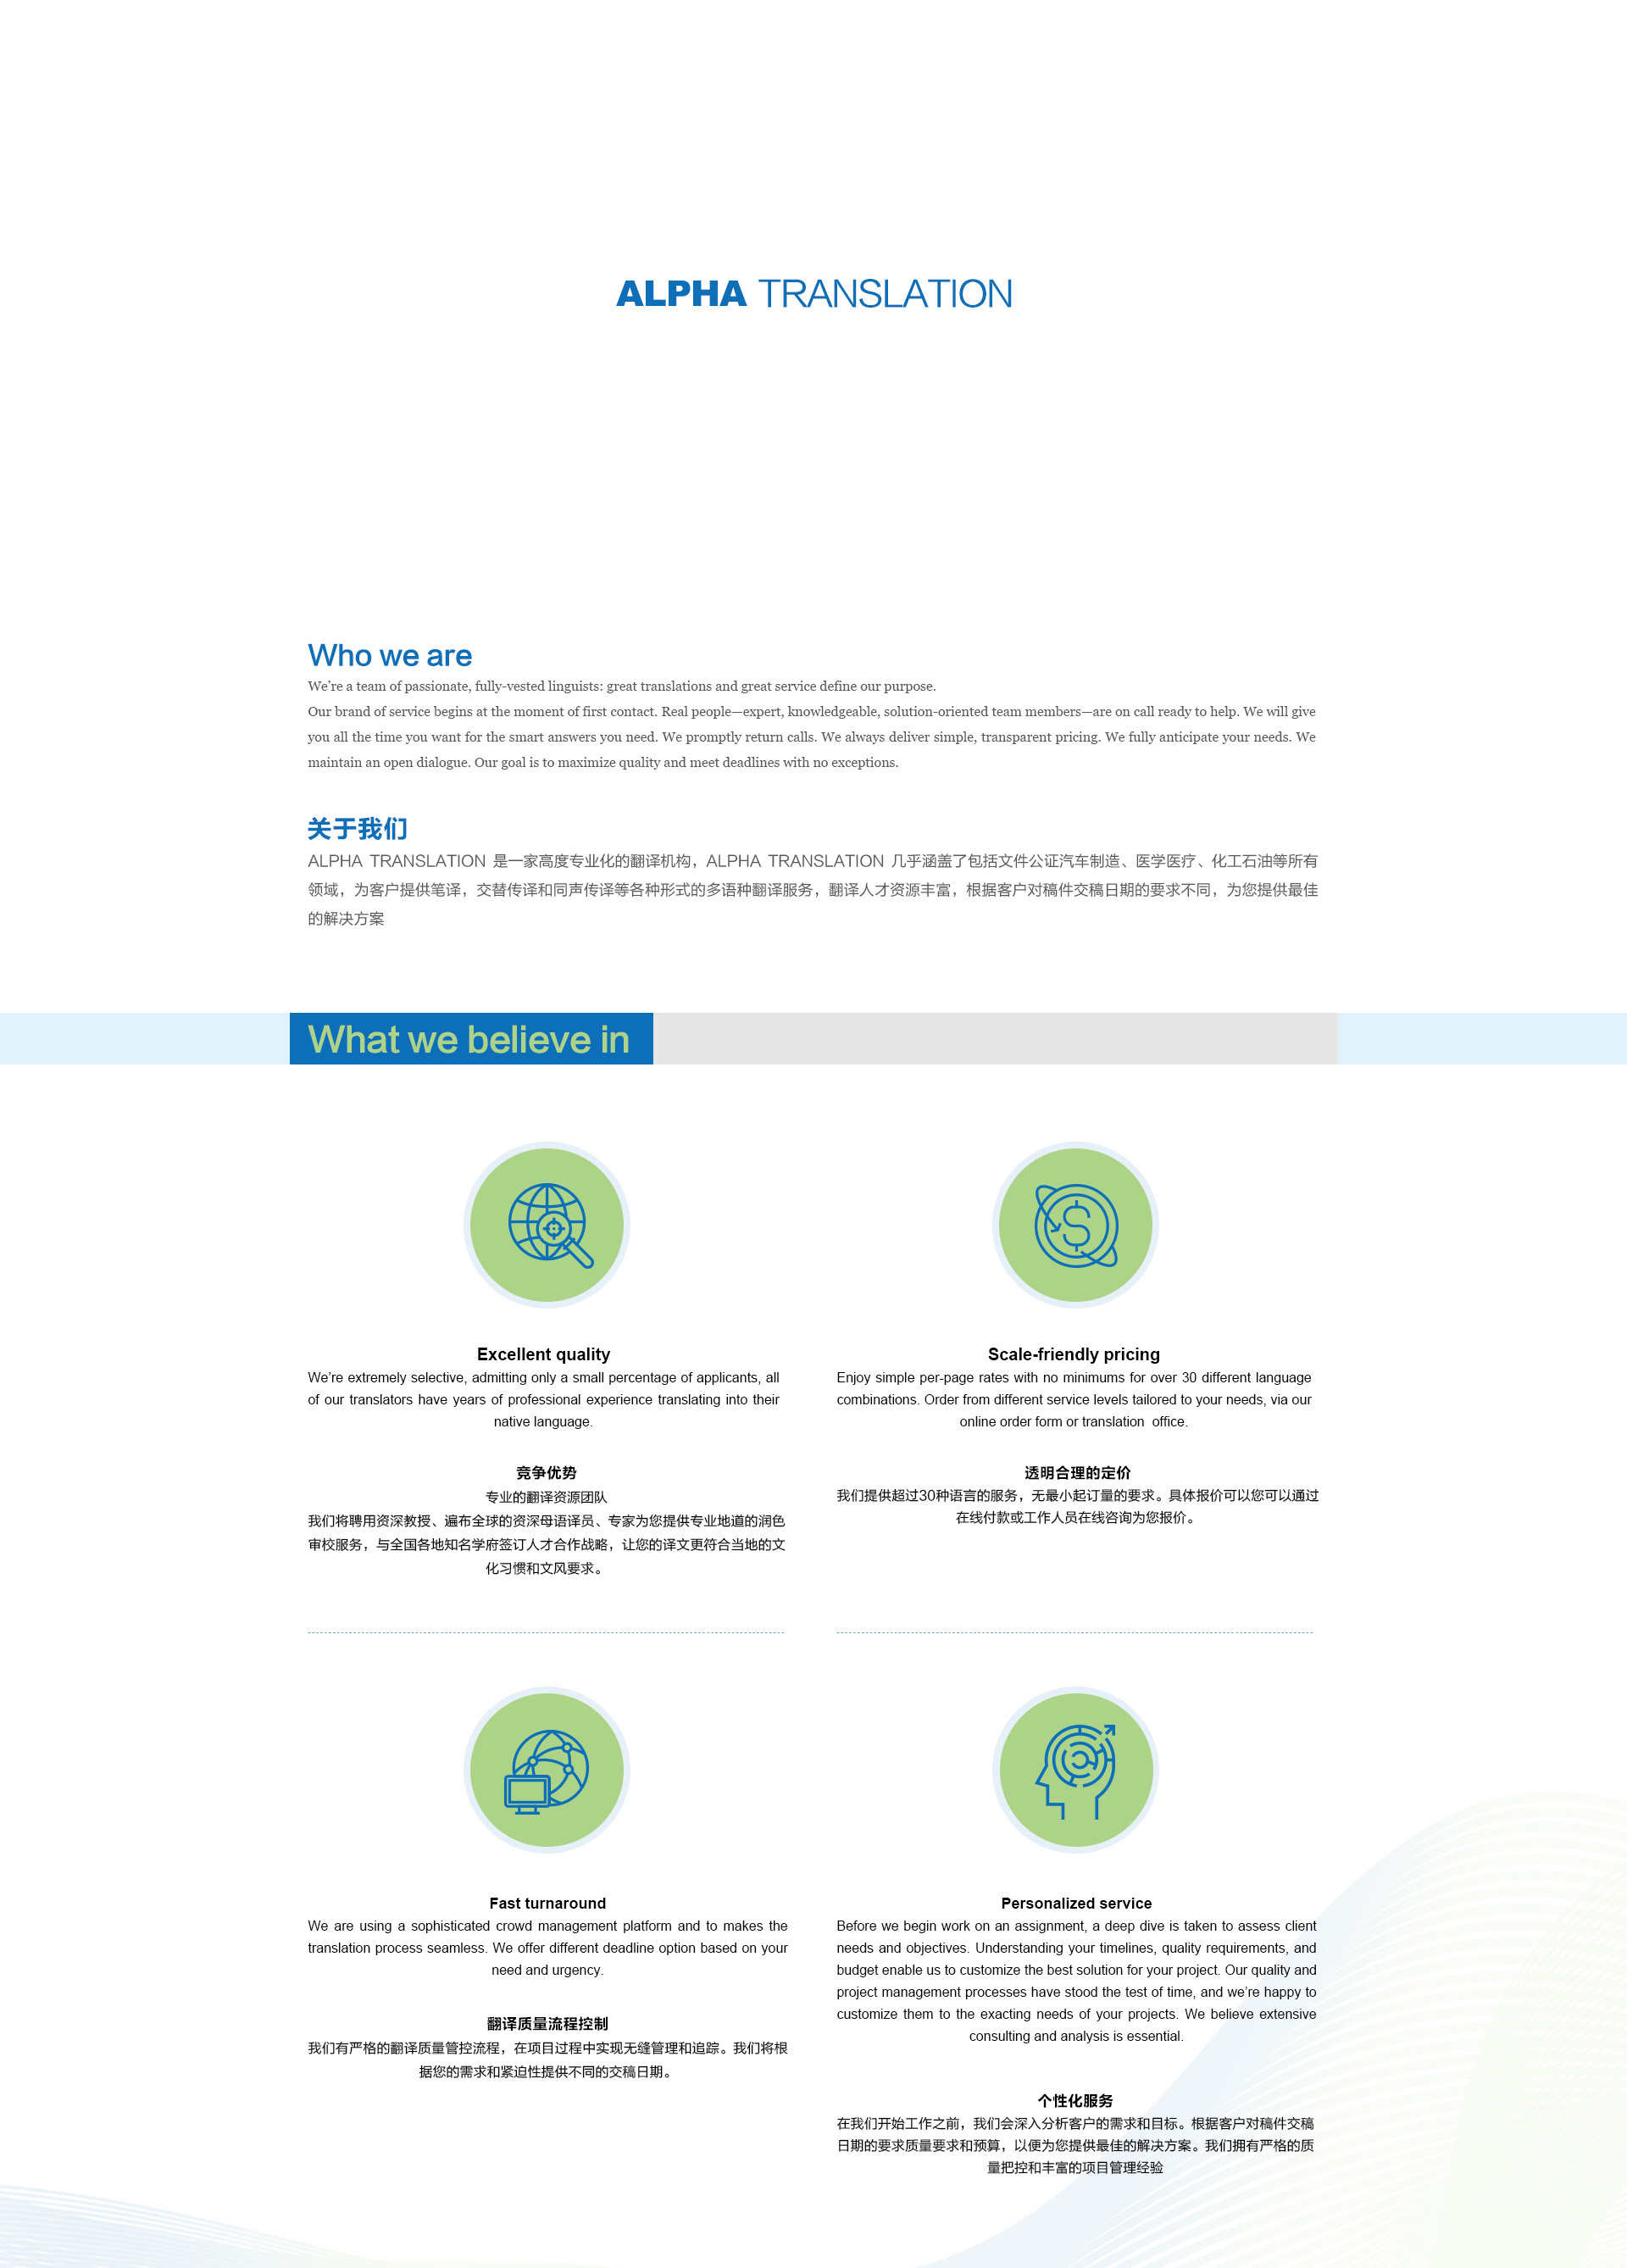 ALPHA TRANSLATION
Who we are
We're a team of passionate, fully-vested linguists: great translations and great service define our purpose.
Our brand of service begins at the moment of first contact. Real people—expert, knowledgeable, solution-oriented team members—are on call ready to help. We will give
you all the time you want for the smart answers you need. We promptly return calls. We always deliver simple, transparent pricing. We fully anticipate your needs. We
maintain an open dialogue. Our goal is to maximize quality and meet deadlines with no exceptions.
关于我们
ALPHA TRANSLATION 是一家高度专业化的翻译机构，ALPHA TRANSLATION 几乎涵盖了包括文件公证汽车制造、医学医疗、化工石油等所有
领域，为客户提供笔译，交替传译和同声传译等各种形式的多语种翻译服务，翻译人才资源丰富，根据客户对稿件交稿日期的要求不同，为您提供最佳
的解决方案
What we believe in
Excellent quality
We're extremely selective, admitting only a small percentage of applicants, all
of our translators have years of professional experience translating into their
native language.
竞争优势
专业的翻译资源团队
我们将聘用资深教授、遍布全球的资深母语译员、专家为您提供专业地道的润色
审校服务，与全国各地知名学府签订人才合作战略，让您的译文更符合当地的文
化习惯和文风要求。
Scale-friendly pricing
Enjoy simple per-page rates with no minimums for over 30 different language
combinations. Order from different service levels tailored to your needs, via our
online order form or translation office.
透明合理的定价
我们提供超过30种语言的服务，无最小起订量的要求。具体报价可以您可以通过
在线付款或工作人员在线咨询为您报价。
Fast turnaround
We are using a sophisticated crowd management platform and to makes the
translation process seamless. We offer different deadline option based on your
need and urgency.
翻译质量流程控制
我们有严格的翻译质量管控流程，在项目过程中实现无缝管理和追踪。我们将根
据您的需求和紧迫性提供不同的交稿日期。
Personalized service
Before we begin work on an assignment, a deep dive is taken to assess client
needs and objectives. Understanding your timelines, quality requirements, and
budget enable us to customize the best solution for your project. Our quality and
project management processes have stood the test of time, and we're happy to
customize them to the exacting needs of your projects. We believe extensive
consulting and analysis is essential.
个性化服务
在我们开始工作之前，我们会深入分析客户的需求和目标。根据客户对稿件交稿
日期的要求质量要求和预算，以便为您提供最佳的解决方案。我们拥有严格的质
量把控和丰富的项目管理经验